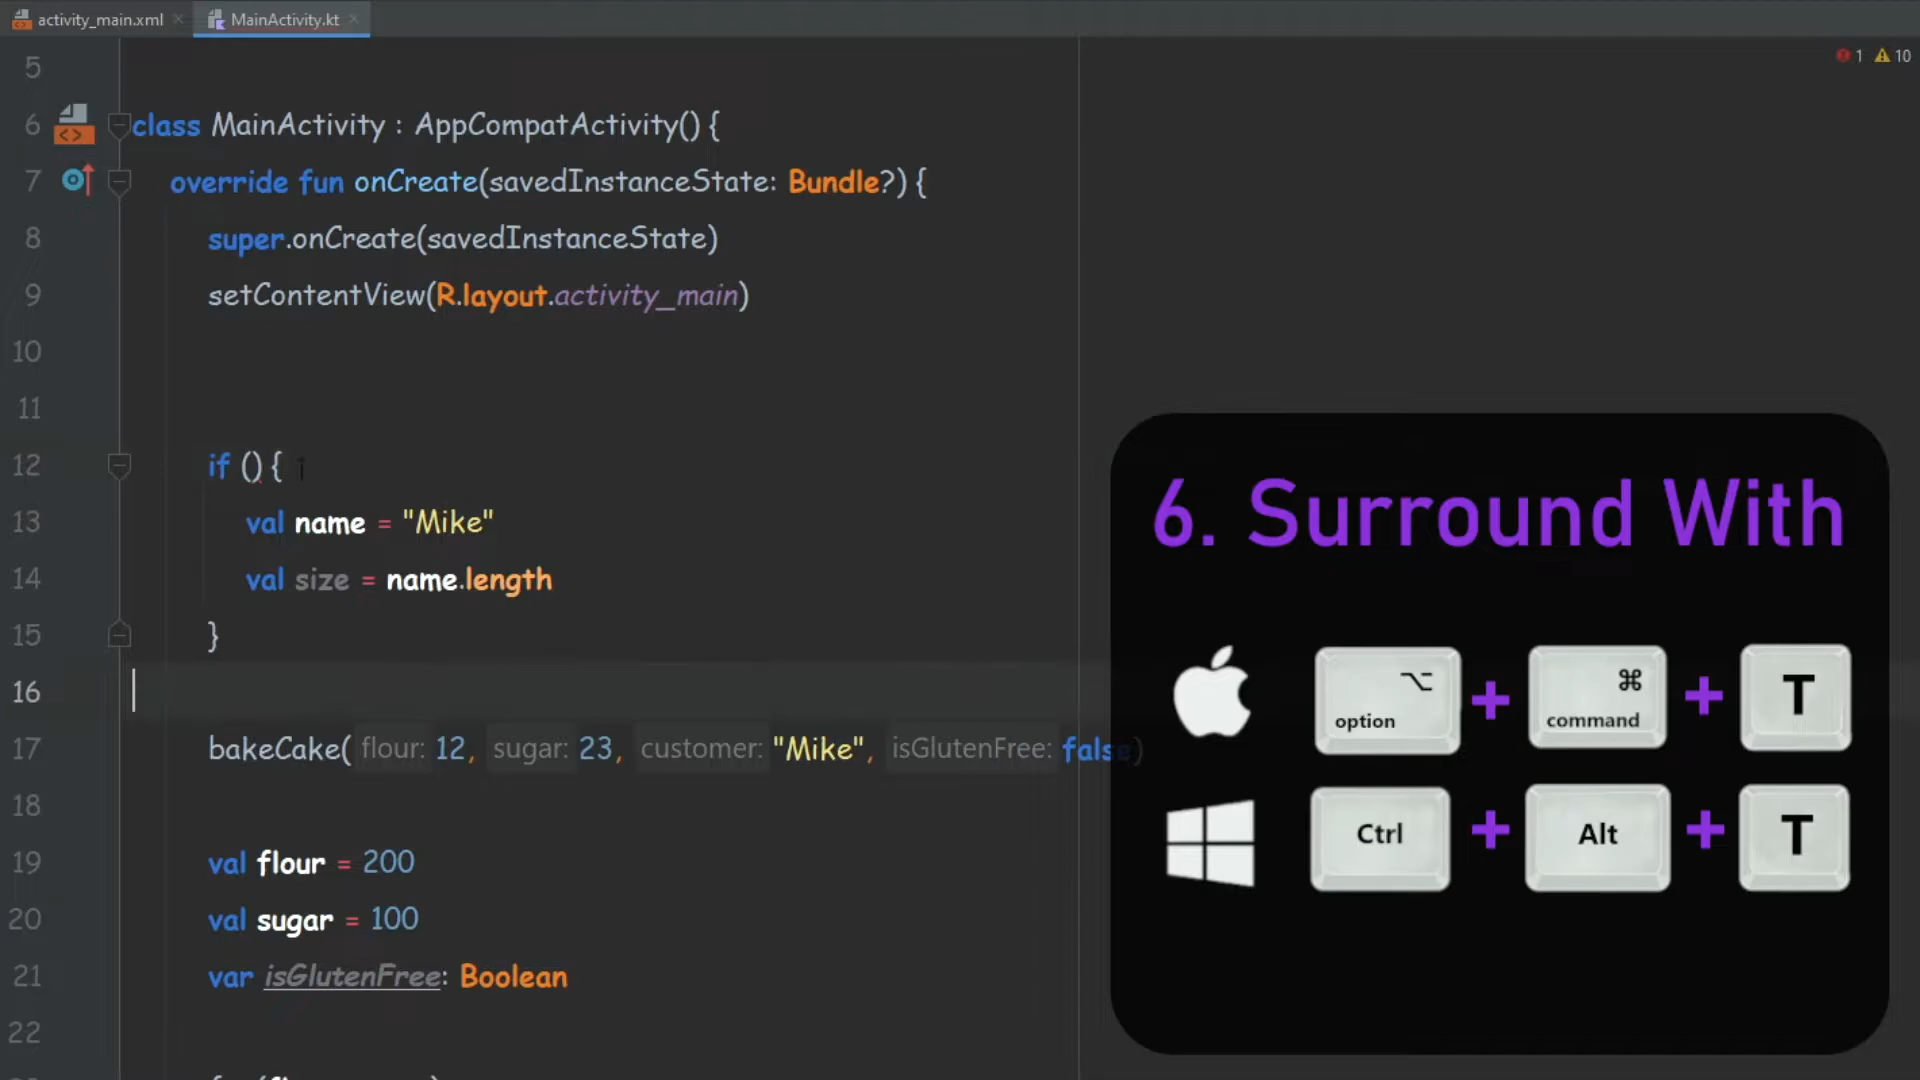 activity_main.xml
MainActivity.kt
1 10
5
6 class MainActivity : AppCompatActivity() {
7 override fun onCreate(savedInstanceState: Bundle?) {
8 super.onCreate(savedInstanceState)
9 setContentView(R.layout.activity_main)
10
11
12 if () {
13 val name = "Mike"
14 val size = name.length
15 }
16
17 bakeCake( flour: 12, sugar: 23, customer: "Mike", isGlutenFree: false)
18
19 val flour = 200
20 val sugar = 100
21 var isGlutenFree: Boolean
22
6. Surround With
⌥ option + ⌘ command + T
Ctrl + Alt + T